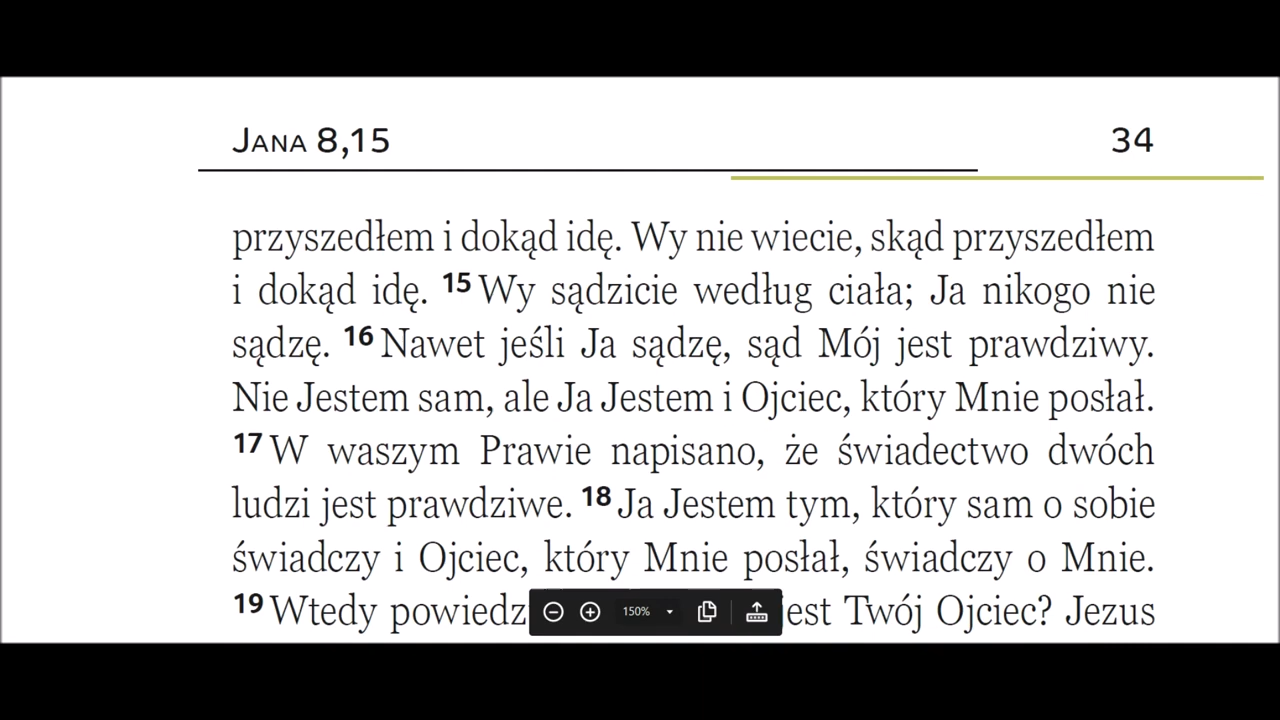 Jana 8,15 34
przyszedłem i dokąd idę. Wy nie wiecie, skąd przyszedłem
i dokąd idę. 15 Wy sądzicie według ciała; Ja nikogo nie
sądzę. 16 Nawet jeśli Ja sądzę, sąd Mój jest prawdziwy.
Nie Jestem sam, ale Ja Jestem i Ojciec, który Mnie posłał.
17 W waszym Prawie napisano, że świadectwo dwóch
ludzi jest prawdziwe. 18 Ja Jestem tym, który sam o sobie
świadczy i Ojciec, który Mnie posłał, świadczy o Mnie.
19 Wtedy Twój Ojciec? Jezus
150%